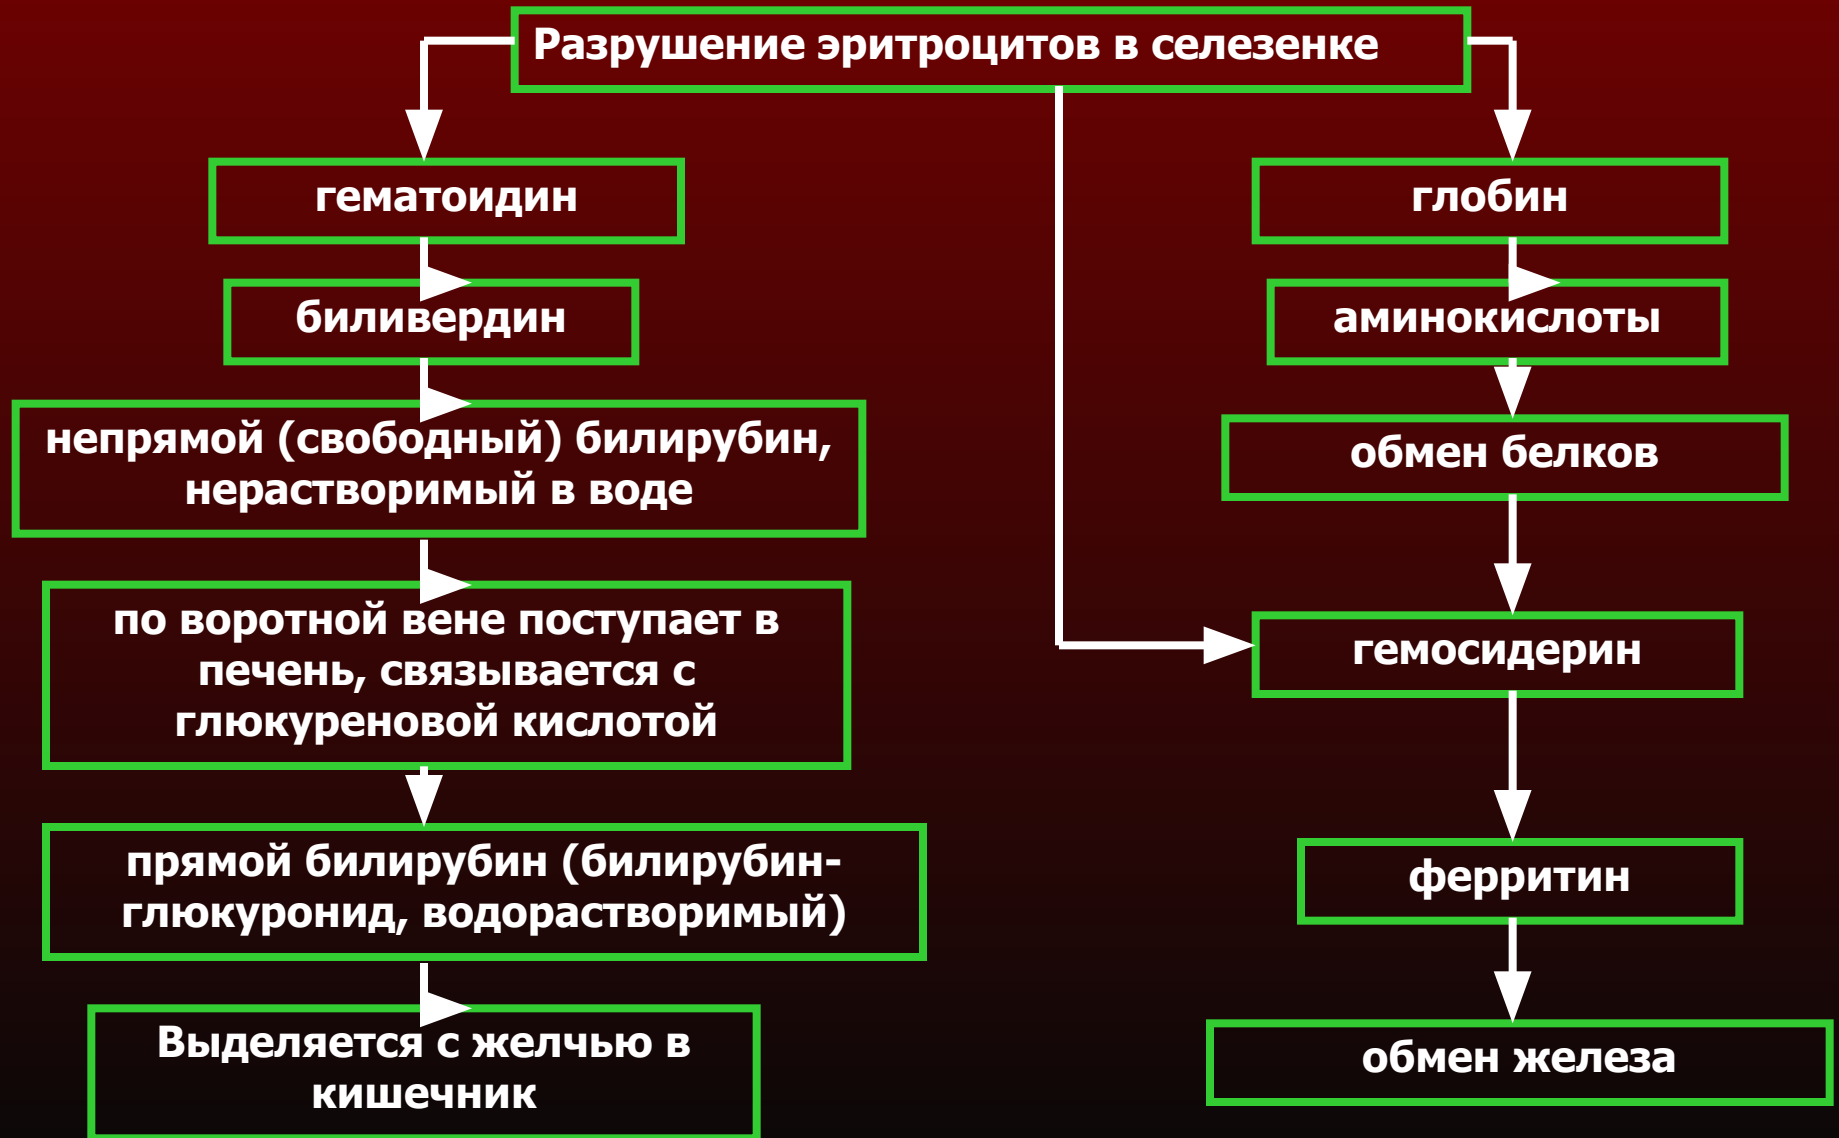 Разрушение эритроцитов в селезенке
гематоидин
биливердин
непрямой (свободный) билирубин,
нерастворимый в воде
по воротной вене поступает в
печень, связывается с
глюкуреновой кислотой
прямой билирубин (билирубин-
глюкуронид, водорастворимый)
Выделяется с желчью в
кишечник
глобин
аминокислоты
обмен белков
гемосидерин
ферритин
обмен железа